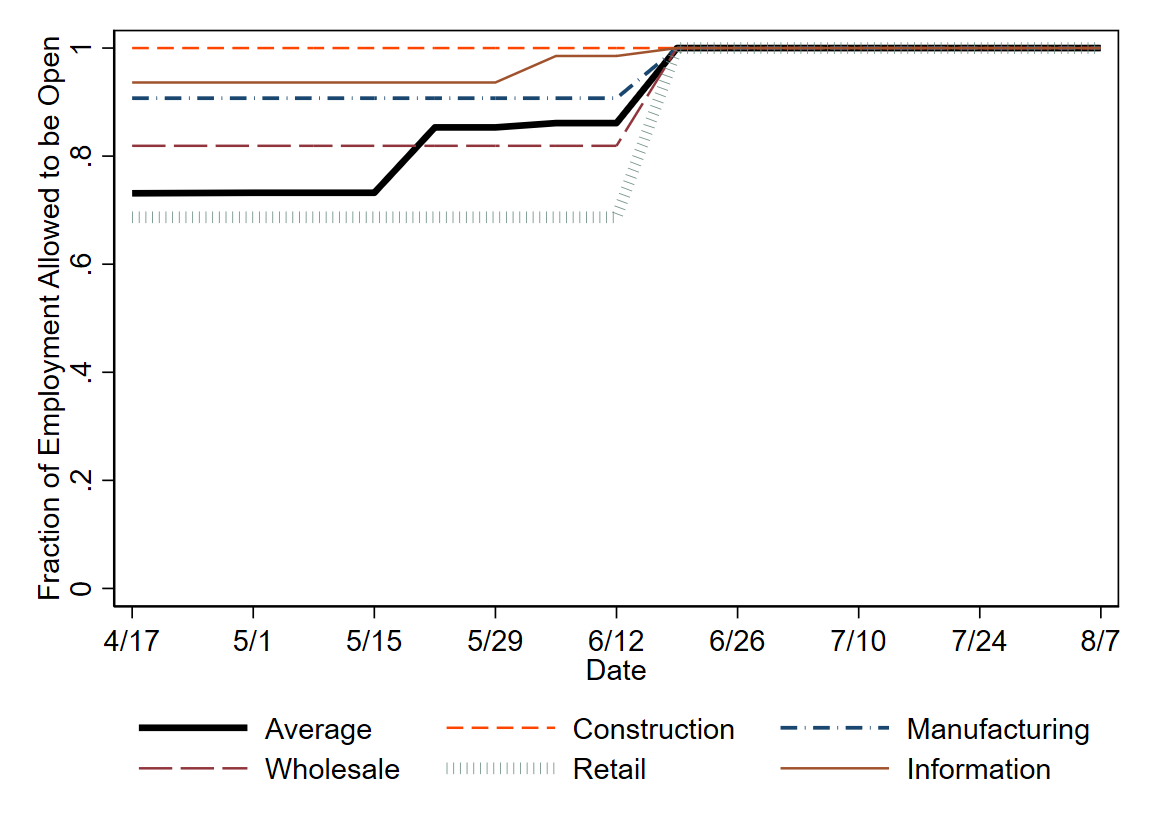 Fraction of Employment Allowed to be Open
1
.8
.6
.4
.2
0
4/17 5/1 5/15 5/29 6/12 6/26 7/10 7/24 8/7
Date
Average Construction Manufacturing
Wholesale Retail Information